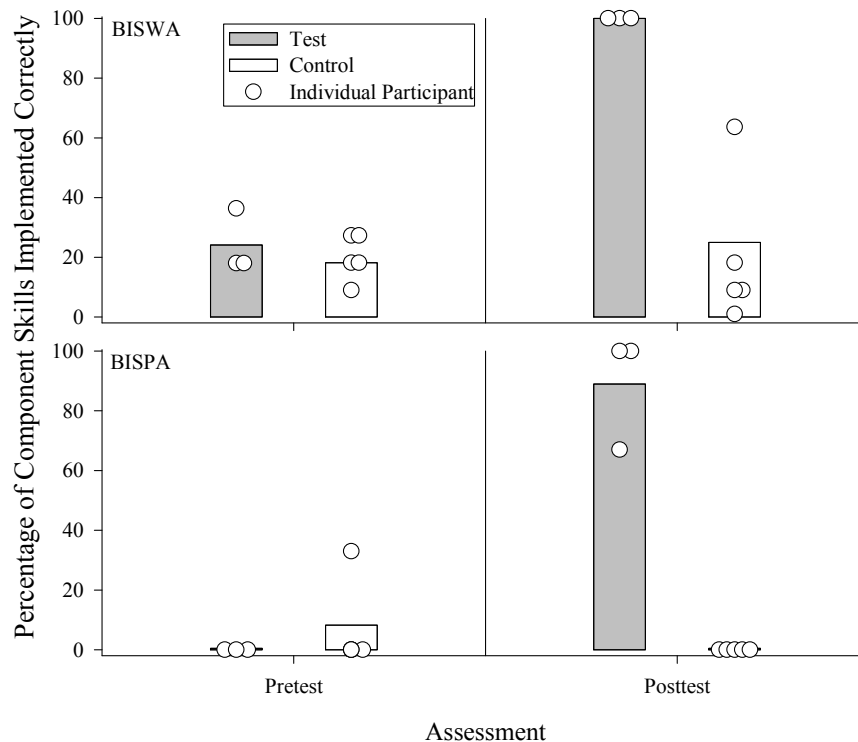 Percentage of Component Skills Implemented Correctly
BISWA
100
80
60
40
20
0
Test
Control
Individual Participant
BISPA
100
80
60
40
20
0
Pretest
Posttest
Assessment